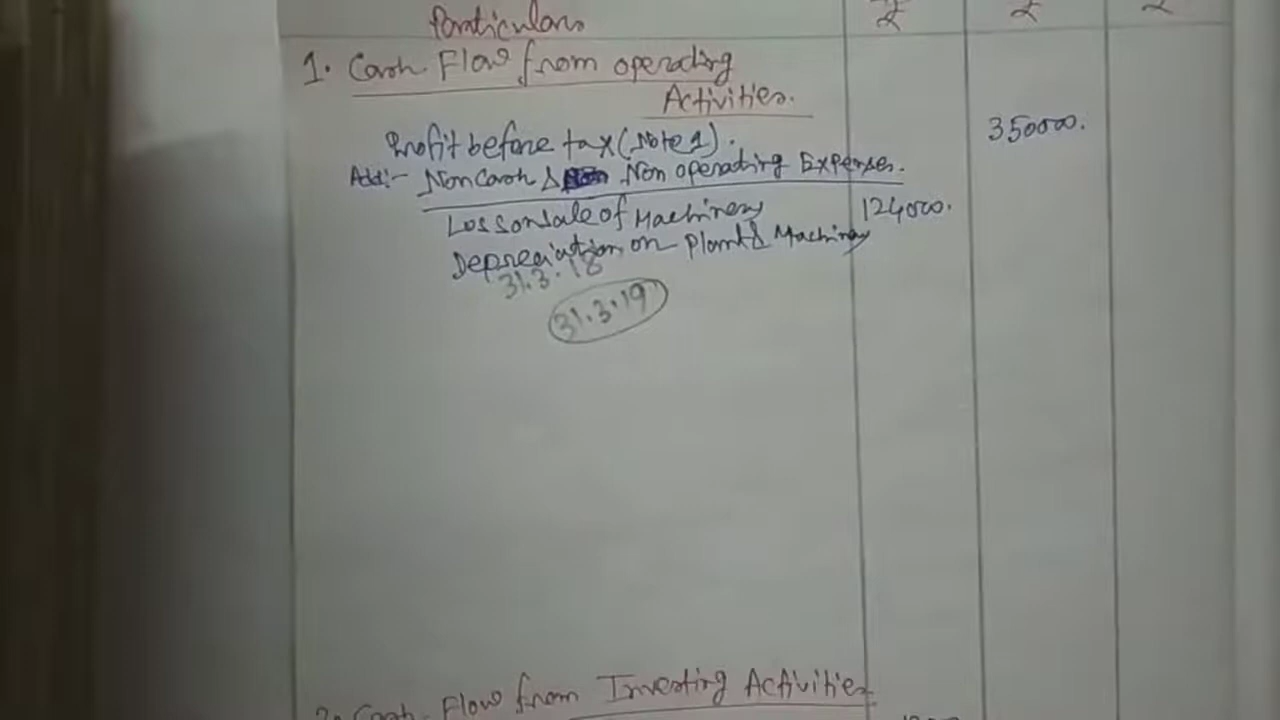 Particulars ₹ ₹ ₹
1. Cash Flow from operating
Activities.
Profit before tax (Note 1). 350000.
Add:- Non Cash & Non operating Expenses.
Loss on sale of Machinery 124000.
Depreciation on Plant & Machinery
31.3.18
31.3.19
2. Cash Flow from Investing Activities